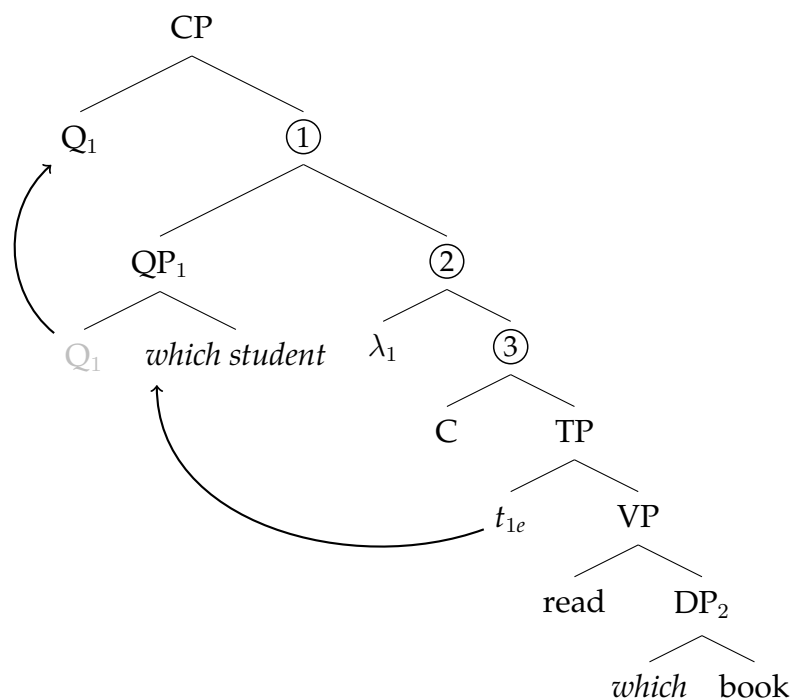 CP
Q₁ ①
QP₁ ②
Q₁ which student λ₁ ③
C TP
t₁ₑ VP
read DP₂
which book